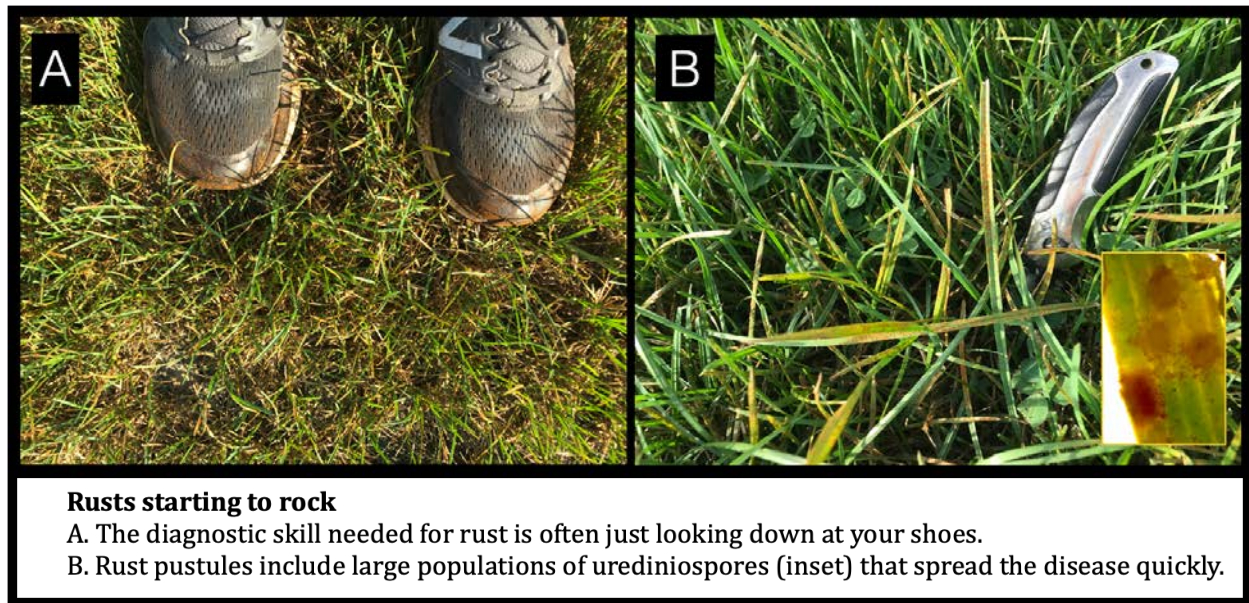 A
B
Rusts starting to rock
A. The diagnostic skill needed for rust is often just looking down at your shoes.
B. Rust pustules include large populations of urediniospores (inset) that spread the disease quickly.